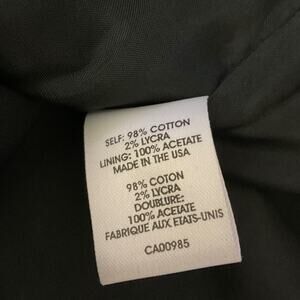 SELF: 98% COTTON
2% LYCRA
LINING: 100% ACETATE
MADE IN THE USA
98% COTON
2% LYCRA
DOUBLURE:
100% ACETATE
FABRIQUE AUX ETATS-UNIS
CA00985